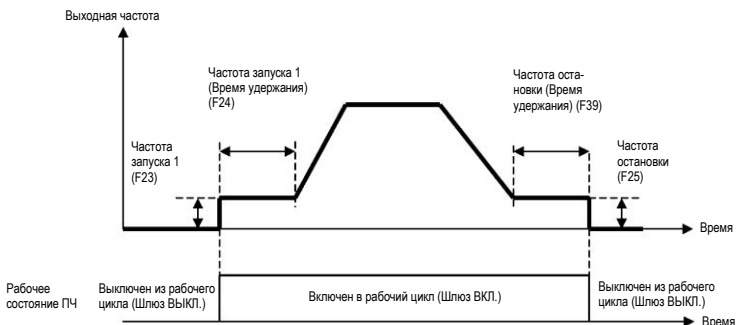 Выходная частота
Частота запуска 1
(Время удержания)
(F24)
Частота оста-
новки (Время
удержания) (F39)
Частота
запуска 1
(F23)
Частота
остановки
(F25)
Время
Рабочее
состояние ПЧ
Выключен из рабочего
цикла (Шлюз ВЫКЛ.)
Включен в рабочий цикл (Шлюз ВКЛ.)
Выключен из рабочего
цикла (Шлюз ВЫКЛ.)
Время